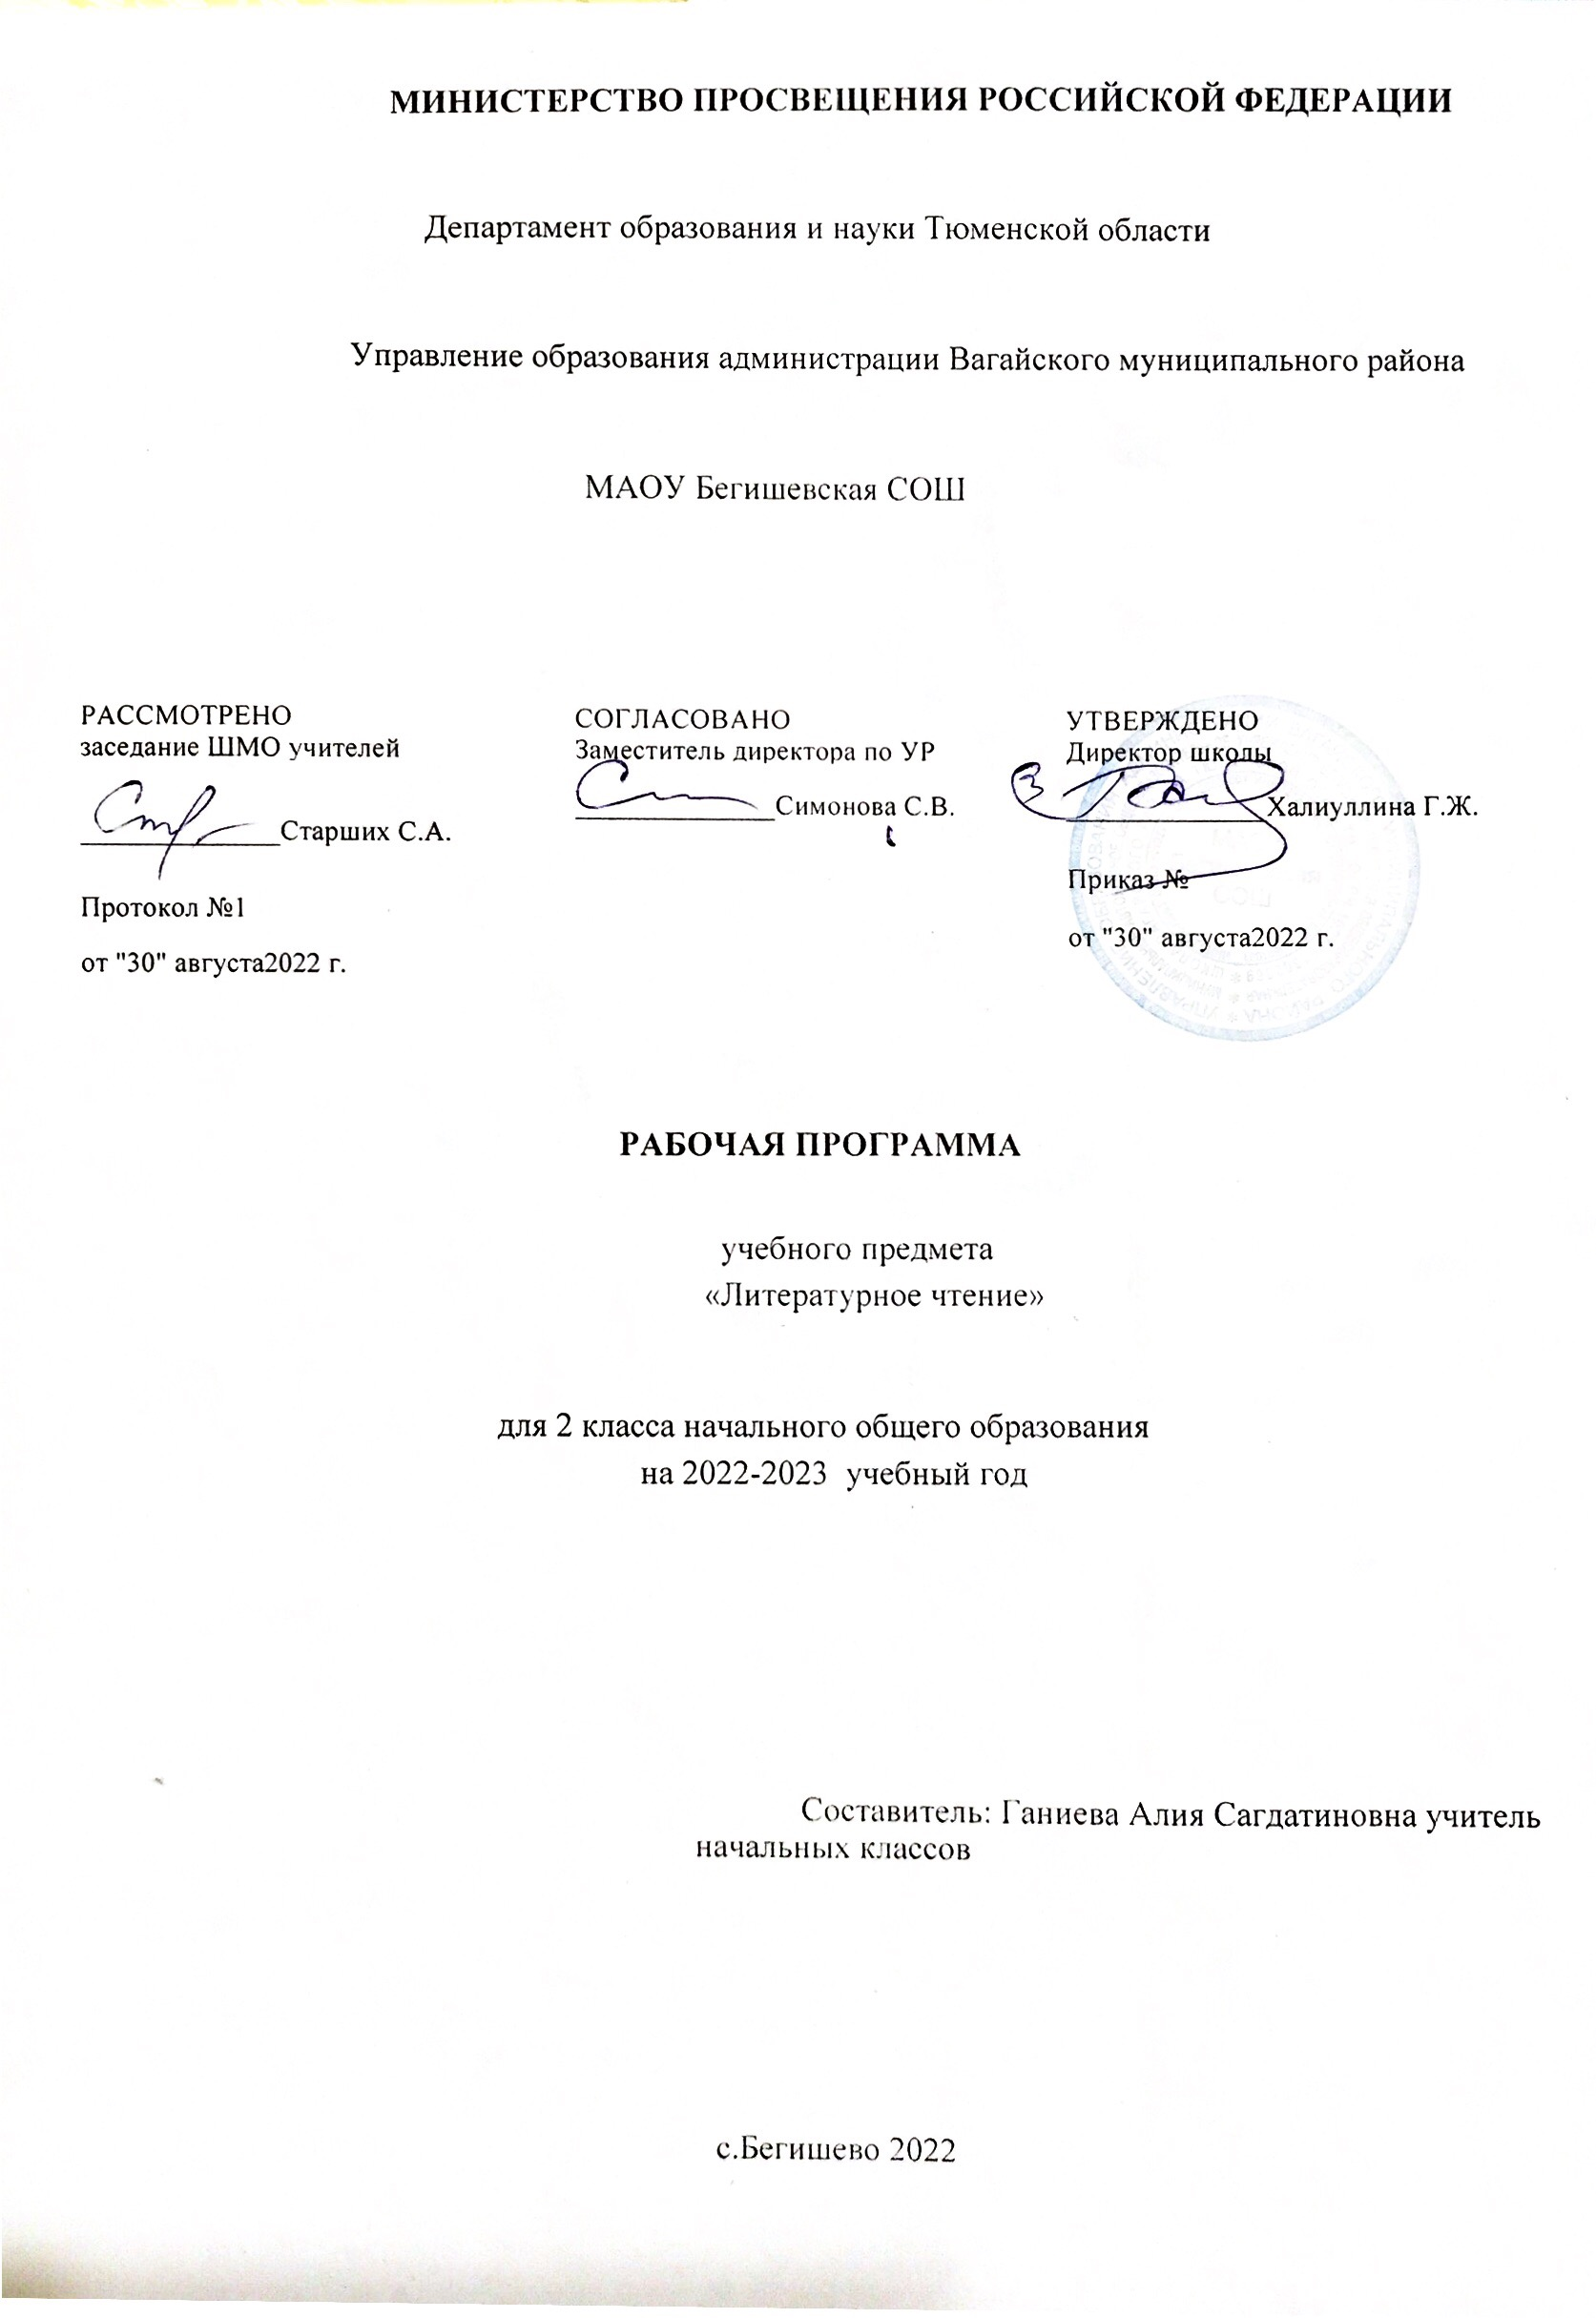 МИНИСТЕРСТВО ПРОСВЕЩЕНИЯ РОССИЙСКОЙ ФЕДЕРАЦИИ
Департамент образования и науки Тюменской области
Управление образования администрации Вагайского муниципального района
МАОУ Бегишевская СОШ
РАССМОТРЕНО
заседание ШМО учителей
Старших С.А.
Протокол №1
от "30" августа2022 г.
СОГЛАСОВАНО
Заместитель директора по УР
Симонова С.В.
УТВЕРЖДЕНО
Директор школы
Халиуллина Г.Ж.
Приказ №
от "30" августа2022 г.
РАБОЧАЯ ПРОГРАММА
учебного предмета
«Литературное чтение»
для 2 класса начального общего образования
на 2022-2023 учебный год
Составитель: Ганиева Алия Сагдатиновна учитель
начальных классов
с.Бегишево 2022